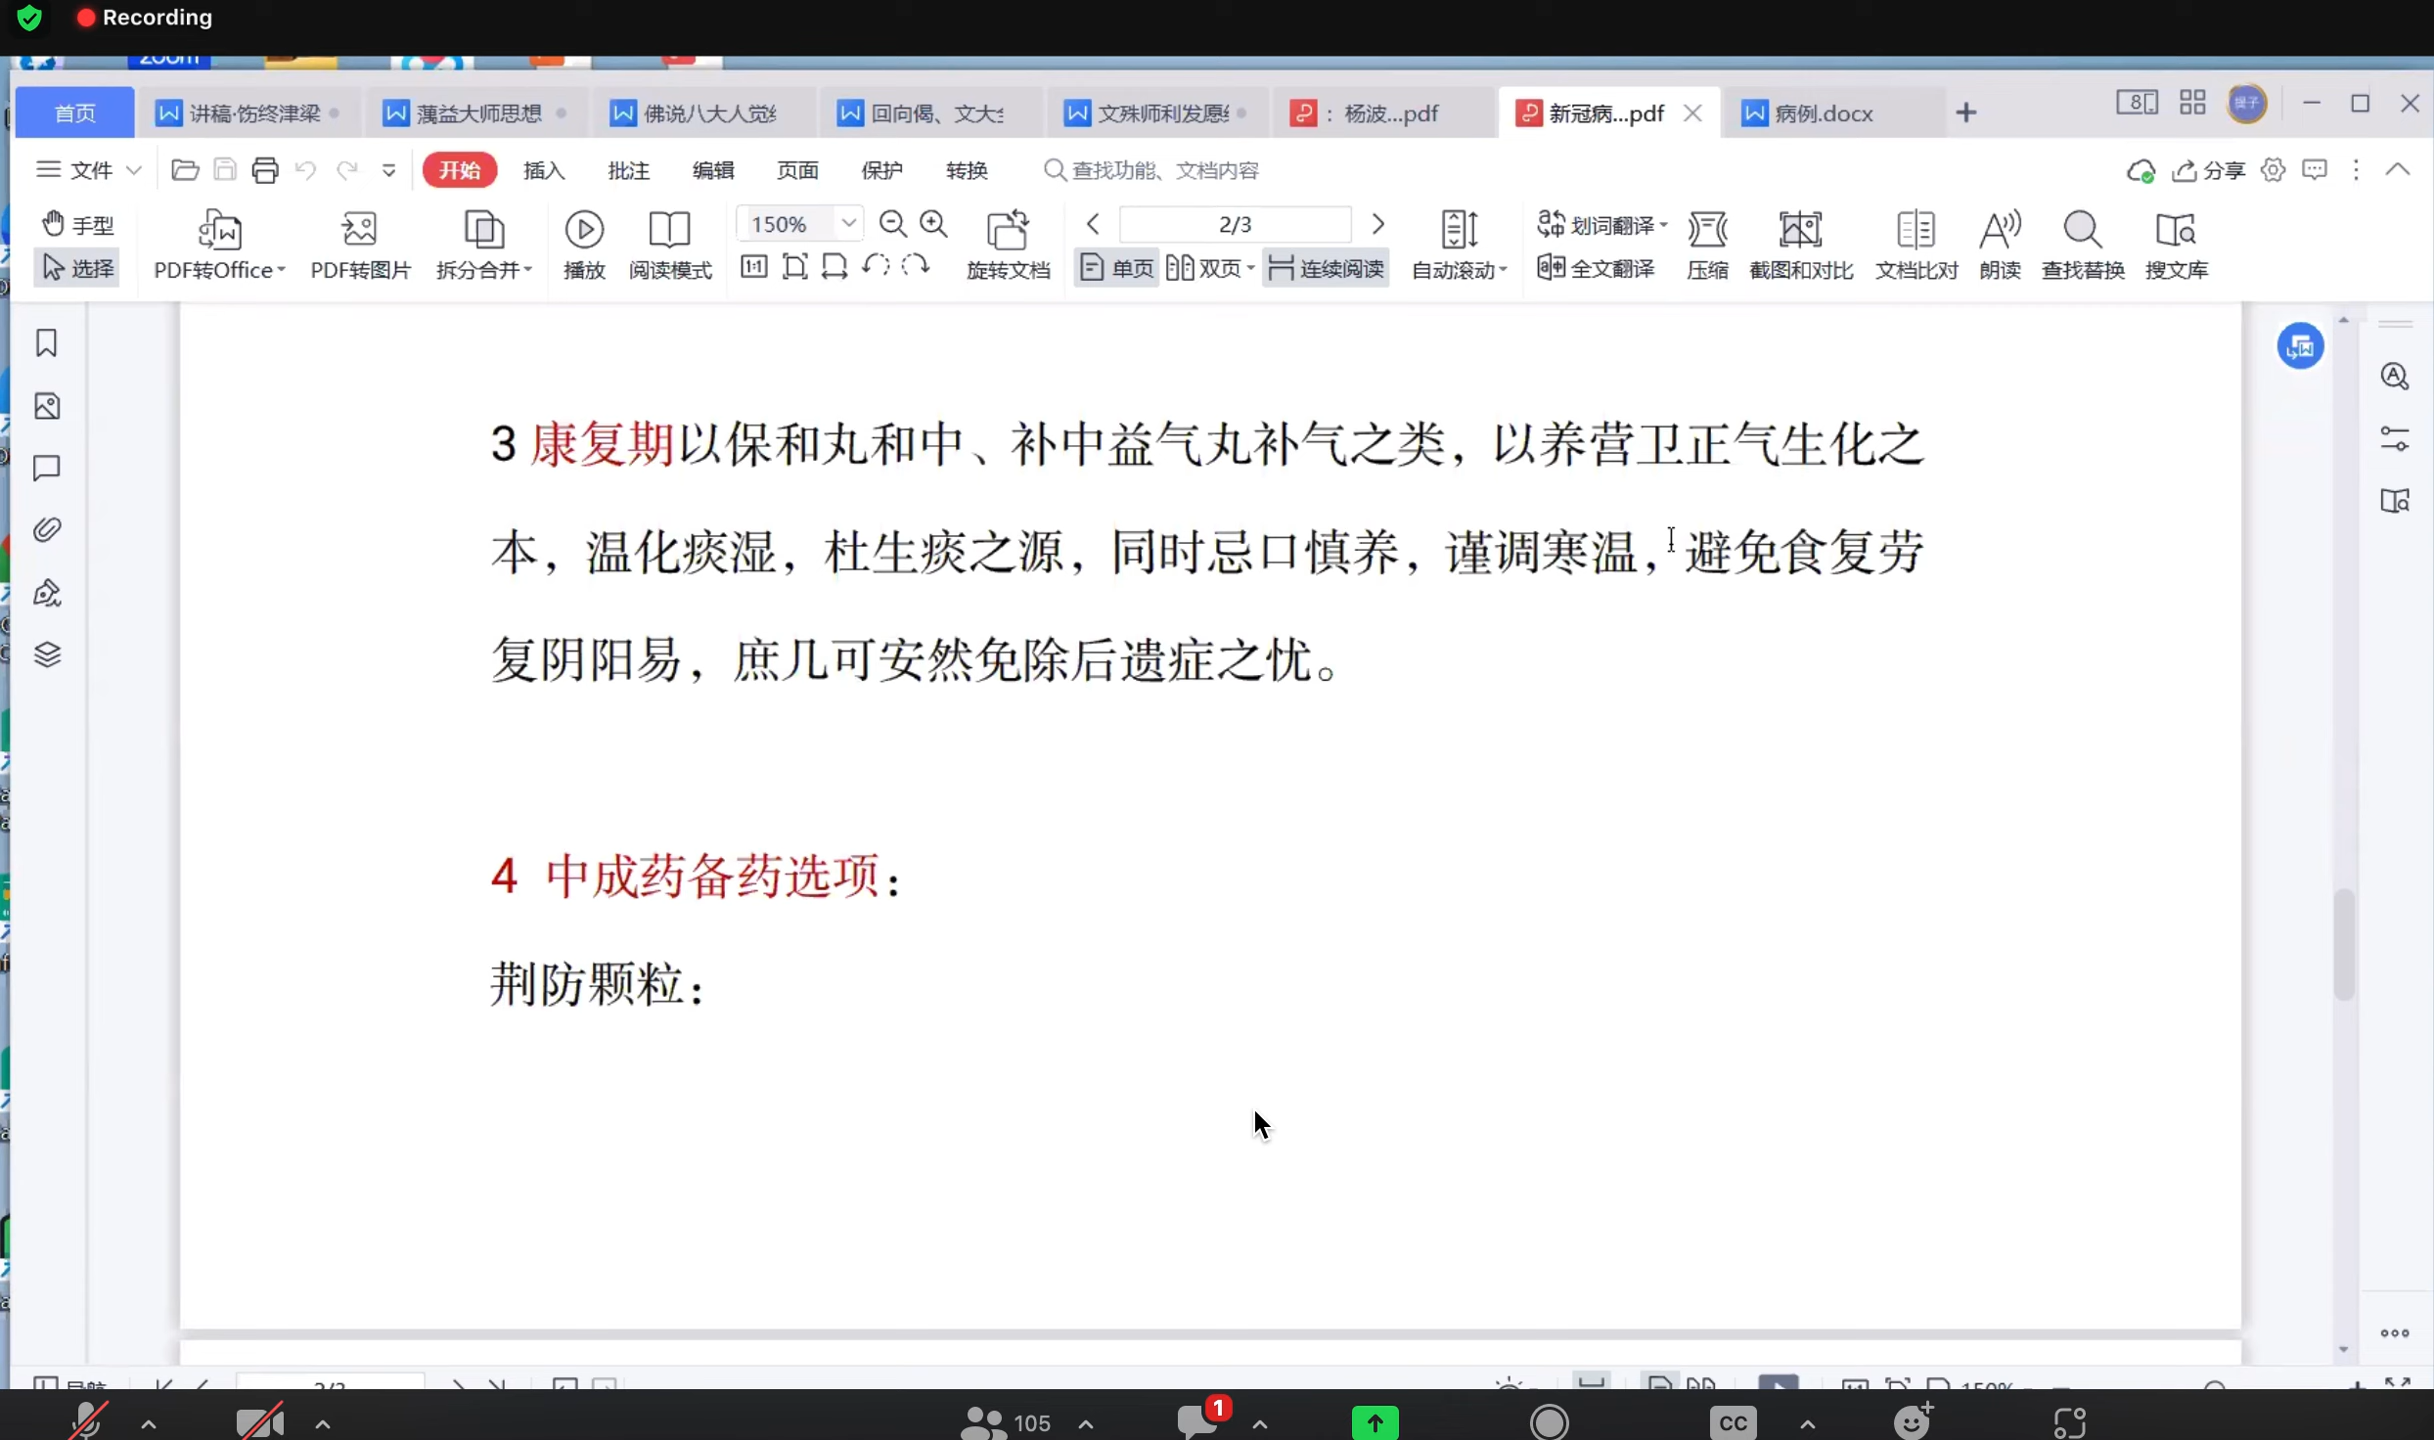 Recording
zoom
首页 讲稿·饬终津梁 蕅益大师思想 佛说八大人觉 回向偈、文大 文殊师利发愿 ：杨波...pdf 新冠病...pdf 病例.docx
文件 开始 插入 批注 编辑 页面 保护 转换 查找功能、文档内容 分享
手型 150% 2/3 划词翻译
选择 PDF转Office PDF转图片 拆分合并 播放 阅读模式 旋转文档 单页 双页 连续阅读 自动滚动 全文翻译 压缩 截图和对比 文档比对 朗读 查找替换 搜文库
3 康复期以保和丸和中、补中益气丸补气之类，以养营卫正气生化之
本，温化痰湿，杜生痰之源，同时忌口慎养，谨调寒温，避免食复劳
复阴阳易，庶几可安然免除后遗症之忧。
4 中成药备药选项：
荆防颗粒：
导航 2/3 150%
105 1 CC